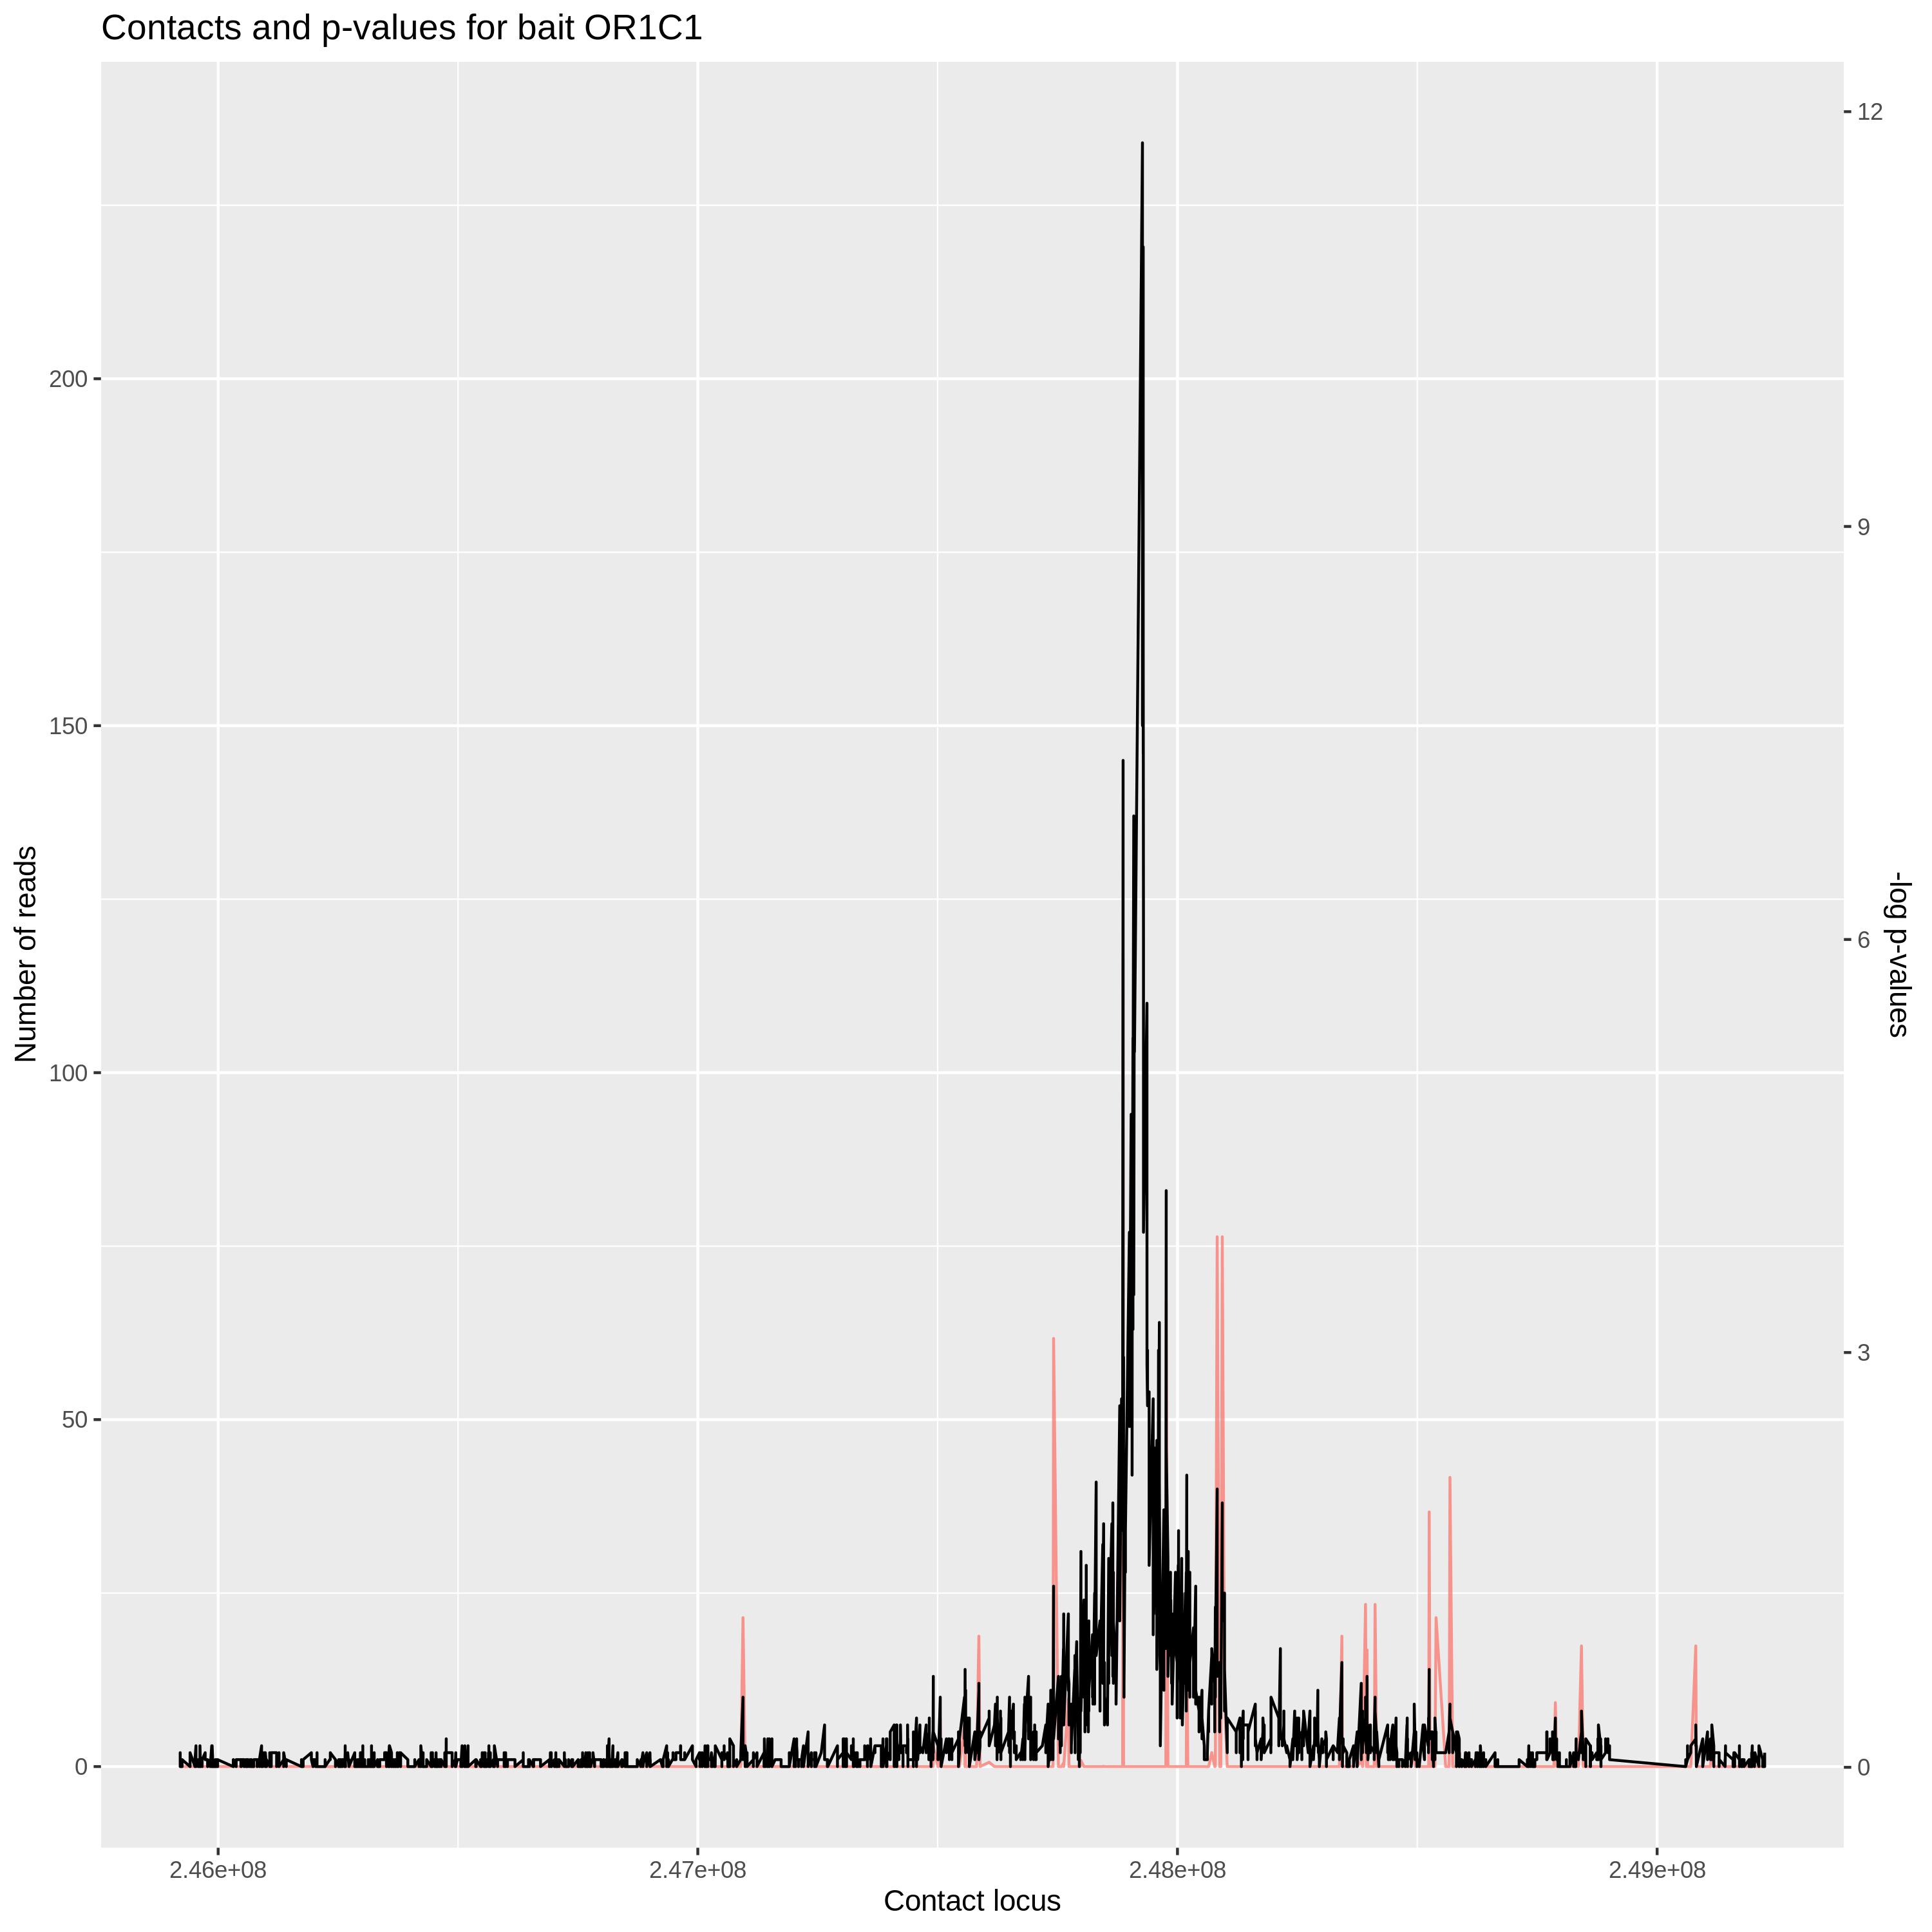 Contacts and p-values for bait OR1C1
12
200
9
150
6
100
3
50
0
0
Number of reads
-log p-values
2.46e+08
2.47e+08
2.48e+08
2.49e+08
Contact locus